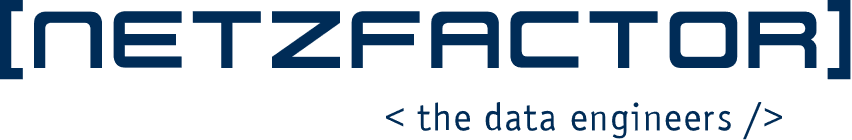 [NETZFACTOR]
< the data engineers />